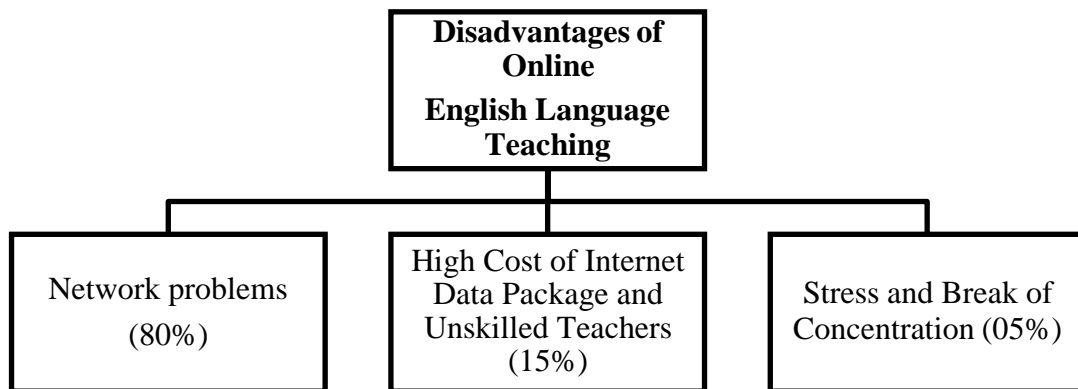 Disadvantages of
Online
English Language
Teaching
Network problems
(80%)
High Cost of Internet
Data Package and
Unskilled Teachers
(15%)
Stress and Break of
Concentration (05%)